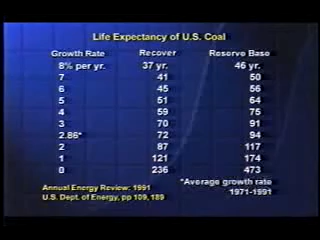 Life Expectancy of U.S. Coal
Growth Rate Recover Reserve Base
8% per yr. 37 yr. 46 yr.
7 41 50
6 45 56
5 51 64
4 59 75
3 70 91
2.86* 72 94
2 87 117
1 121 174
0 236 473
Annual Energy Review: 1991
U.S. Dept. of Energy, pp 109, 189
*Average growth rate
1971-1991